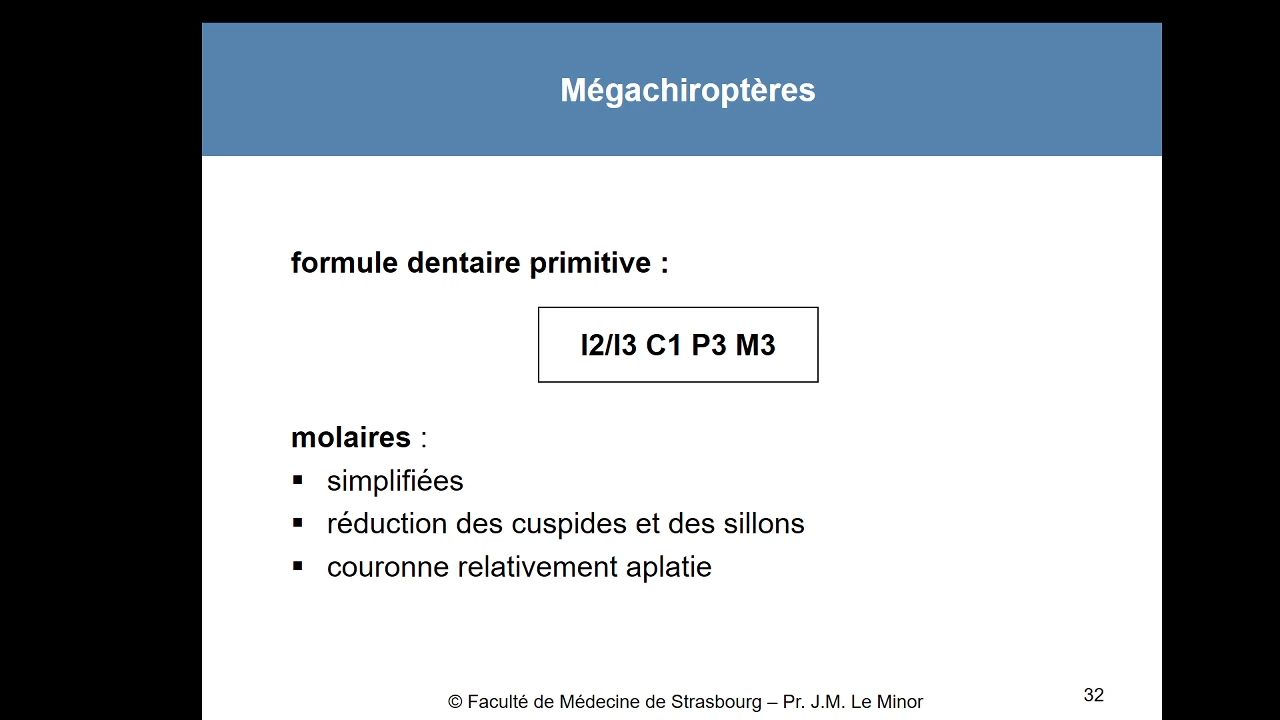 Mégachiroptères
formule dentaire primitive :
I2/I3 C1 P3 M3
molaires :
▪ simplifiées
▪ réduction des cuspides et des sillons
▪ couronne relativement aplatie
© Faculté de Médecine de Strasbourg – Pr. J.M. Le Minor
32